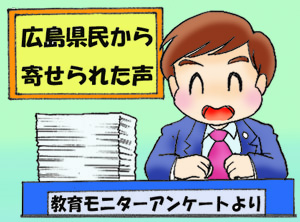 広島県民から
寄せられた声
教育モニターアンケートより